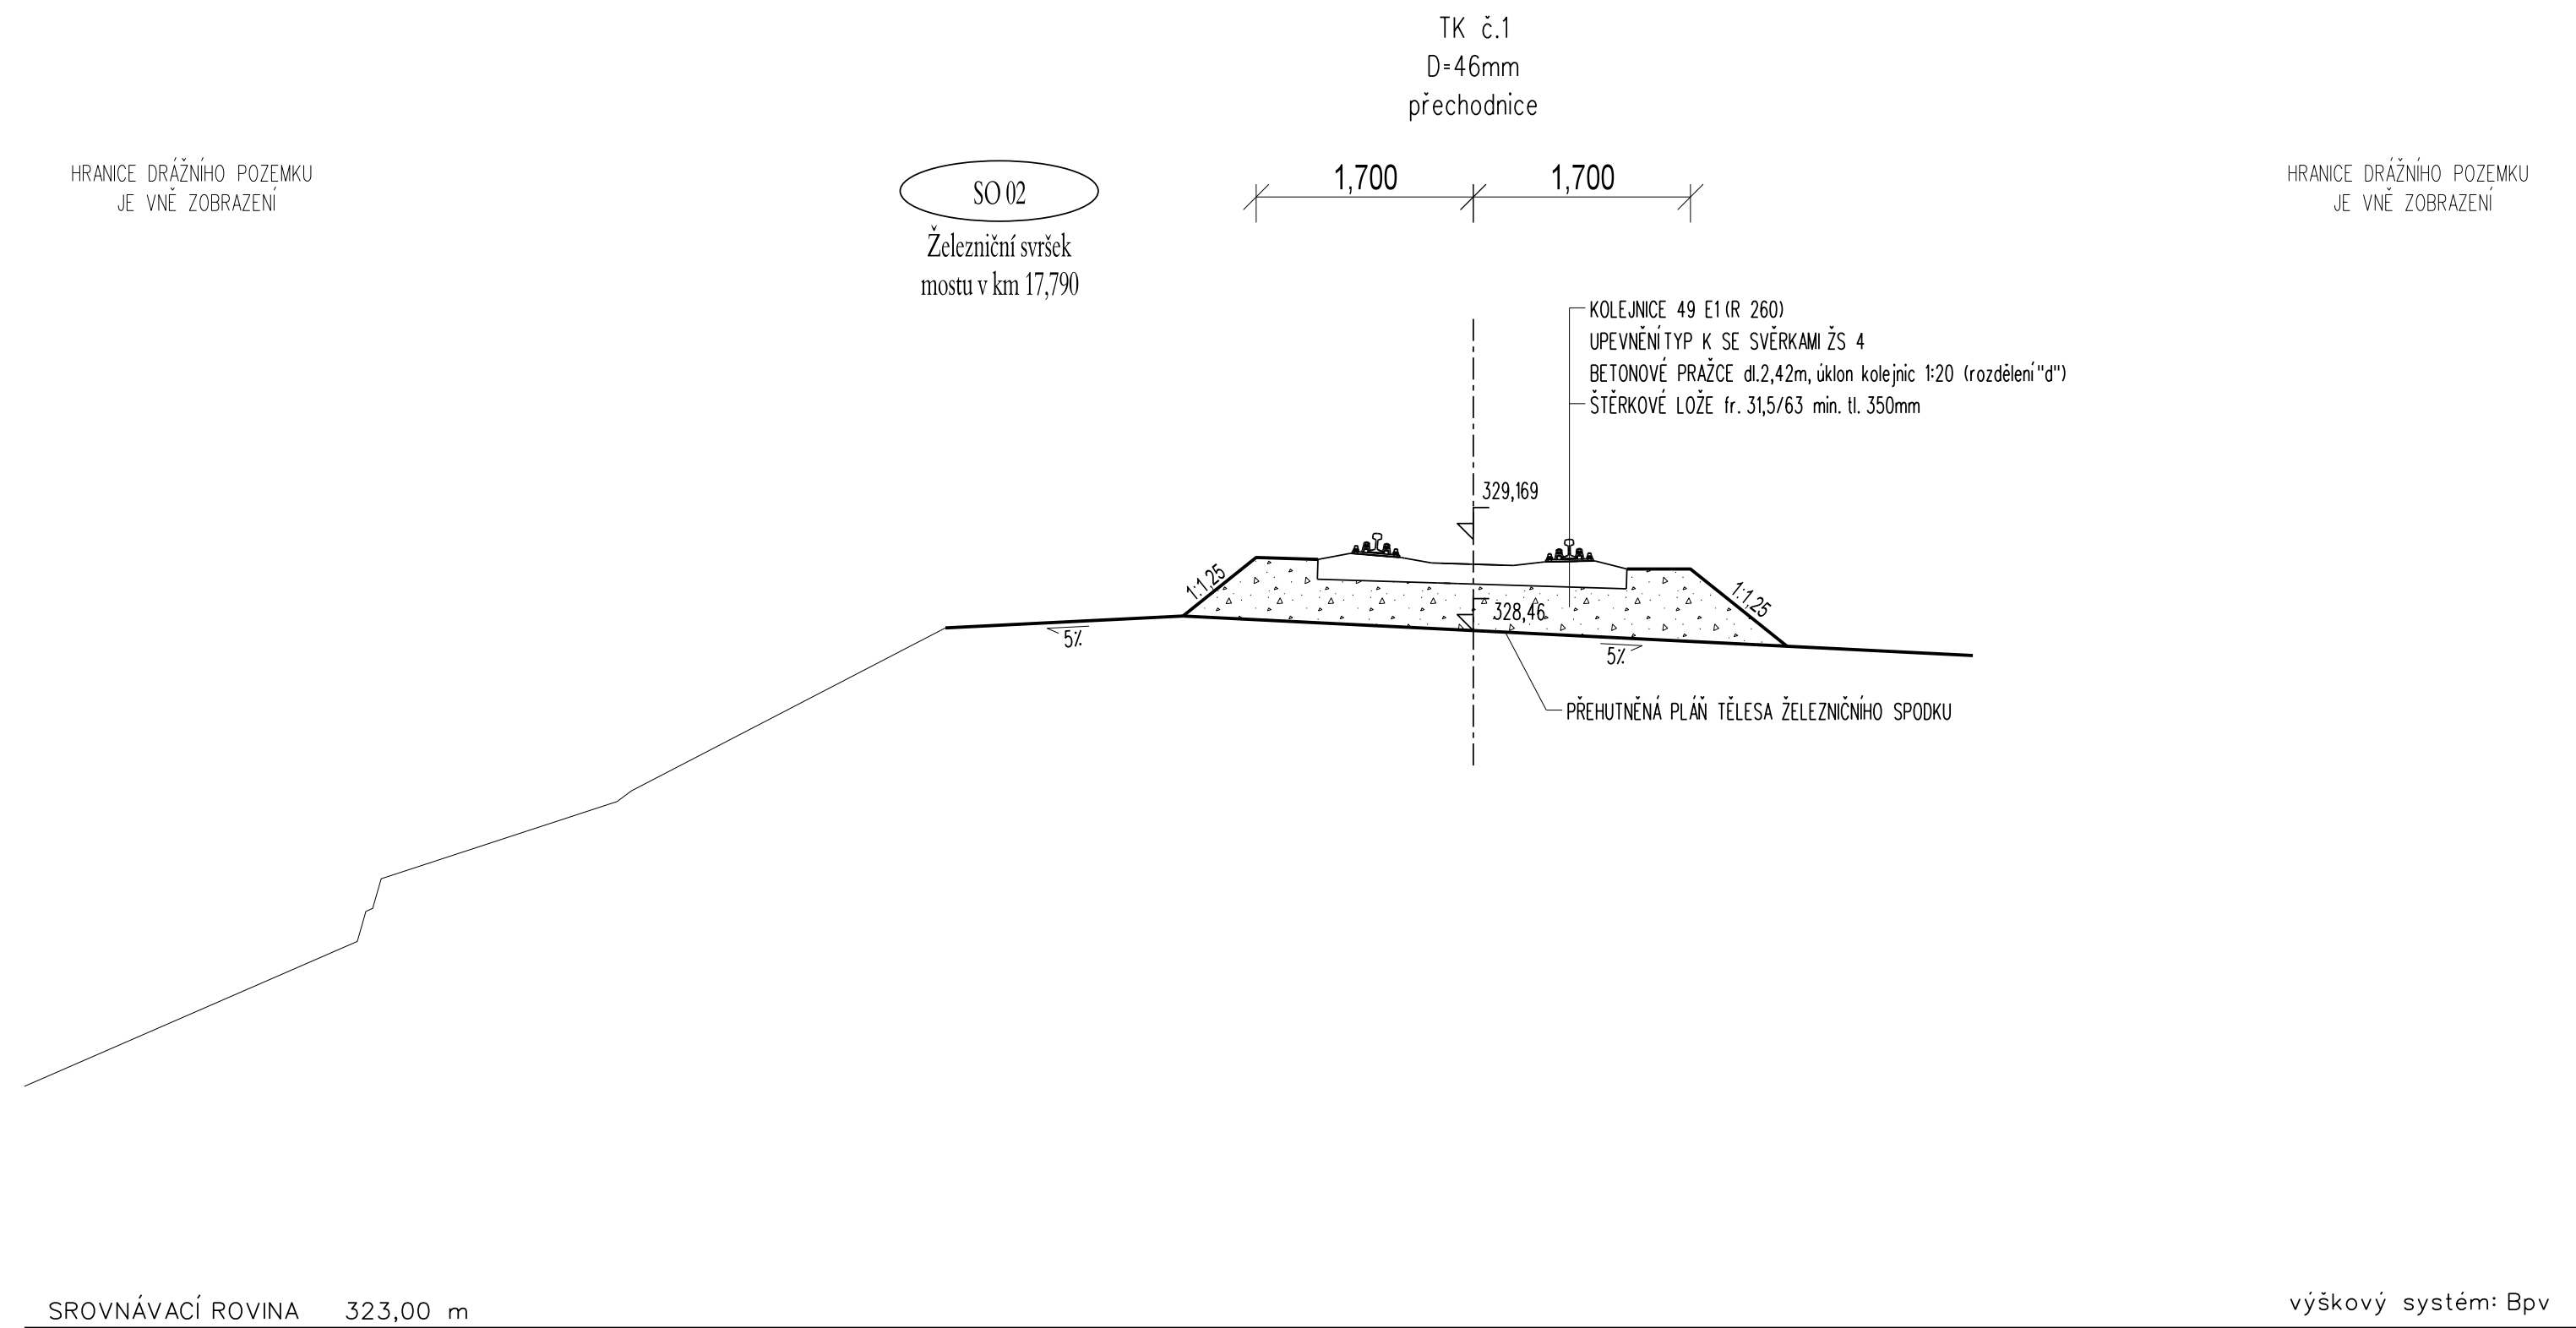 TK č.1
D=46mm
přechodnice
HRANICE DRÁŽNÍHO POZEMKU
JE VNĚ ZOBRAZENÍ
SO 02
Železniční svršek
mostu v km 17,790
1,700
1,700
HRANICE DRÁŽNÍHO POZEMKU
JE VNĚ ZOBRAZENÍ
KOLEJNICE 49 E1 (R 260)
UPEVNĚNÍ TYP K SE SVĚRKAMI ŽS 4
BETONOVÉ PRAŽCE dl.2,42m, úklon kolejnic 1:20 (rozdělení "d")
ŠTĚRKOVÉ LOŽE fr. 31,5/63 min. tl. 350mm
329,169
1:1,25
1:1,25
328,46
5%
5%
PŘEHUTNĚNÁ PLÁŇ TĚLESA ŽELEZNIČNÍHO SPODKU
SROVNÁVACÍ ROVINA 323,00 m
výškový systém: Bpv